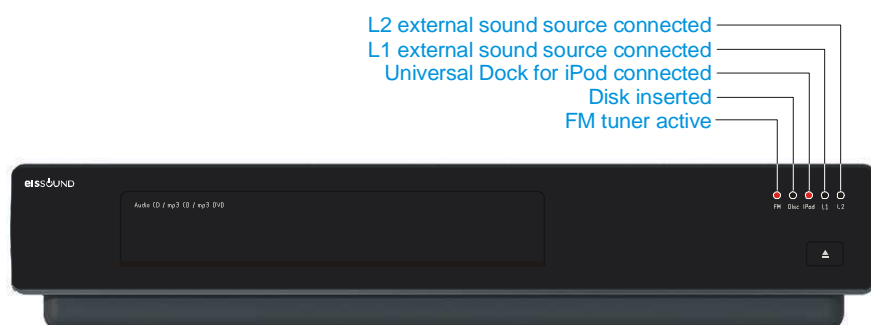 L2 external sound source connected
L1 external sound source connected
Universal Dock for iPod connected
Disk inserted
FM tuner active
eissound
Audio CD / mp3 CD / mp3 DVD
FM Disc iPod L1 L2